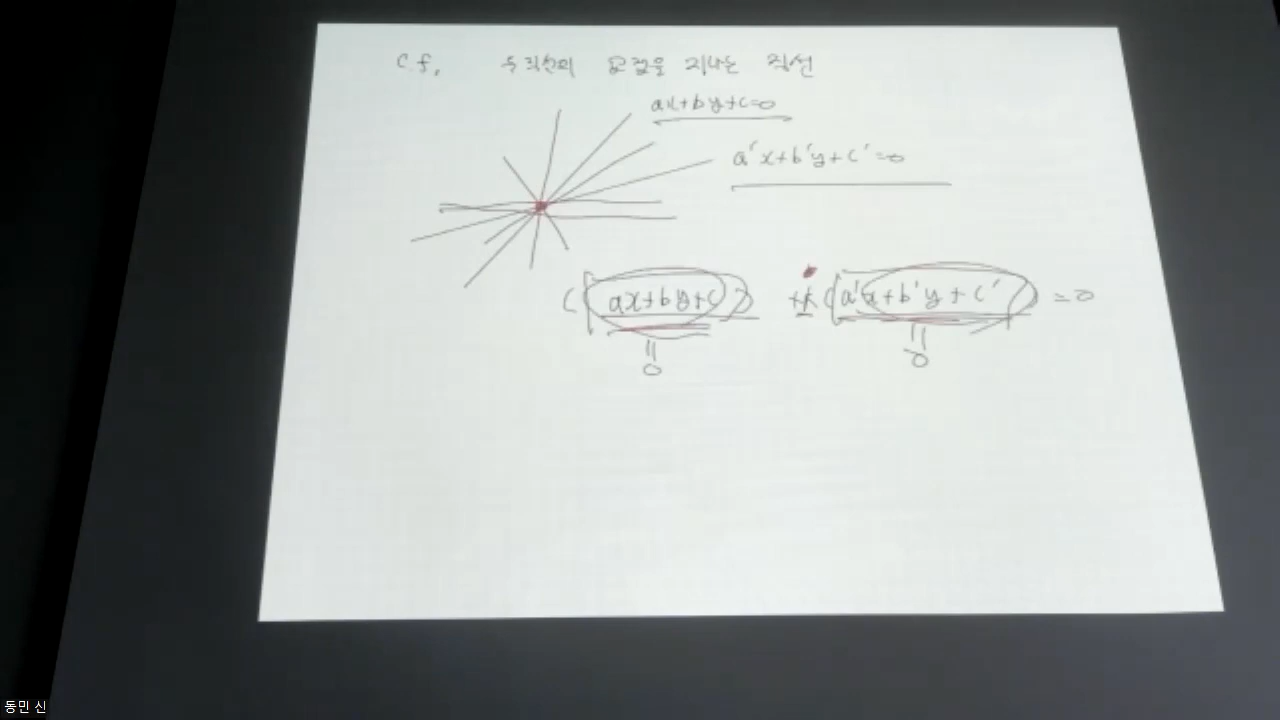 c.f. 두 직선의 교점을 지나는 직선
ax+by+c=0
a'x+b'y+c'=0
(ax+by+c) +k(a'x+b'y+c')=0
=0 =0
동민 신